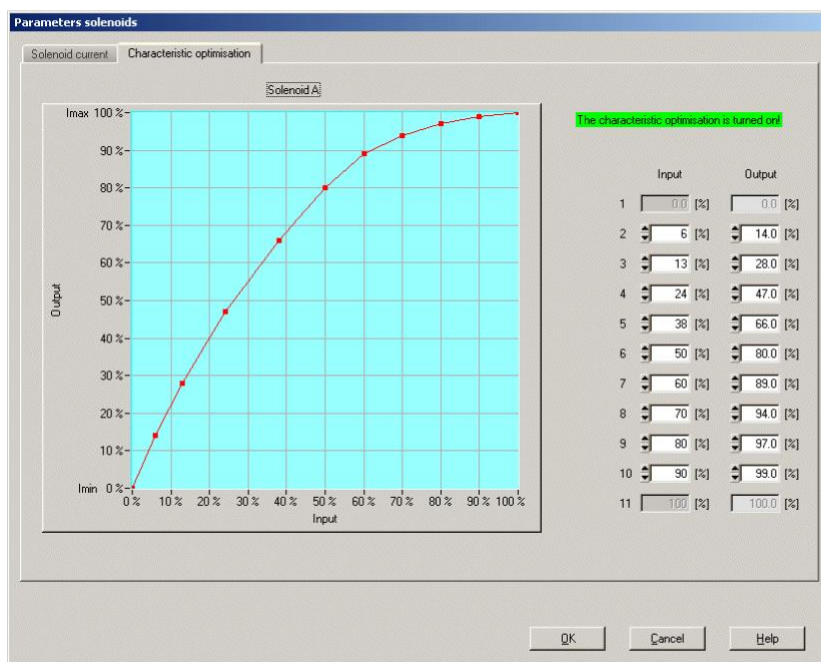 Parameters solenoids
Solenoid current
Characteristic optimisation
Solenoid A
Imax 100 %
90 %
80 %
70 %
60 %
50 %
40 %
30 %
20 %
10 %
Imin 0 %
Output
0 % 10 % 20 % 30 % 40 % 50 % 60 % 70 % 80 % 90 % 100 %
Input
The characteristic optimisation is turned on!
Input Output
1 0.0 [%] 0.0 [%]
2 6 [%] 14.0 [%]
3 13 [%] 28.0 [%]
4 24 [%] 47.0 [%]
5 38 [%] 66.0 [%]
6 50 [%] 80.0 [%]
7 60 [%] 89.0 [%]
8 70 [%] 94.0 [%]
9 80 [%] 97.0 [%]
10 90 [%] 99.0 [%]
11 100 [%] 100.0 [%]
OK Cancel Help